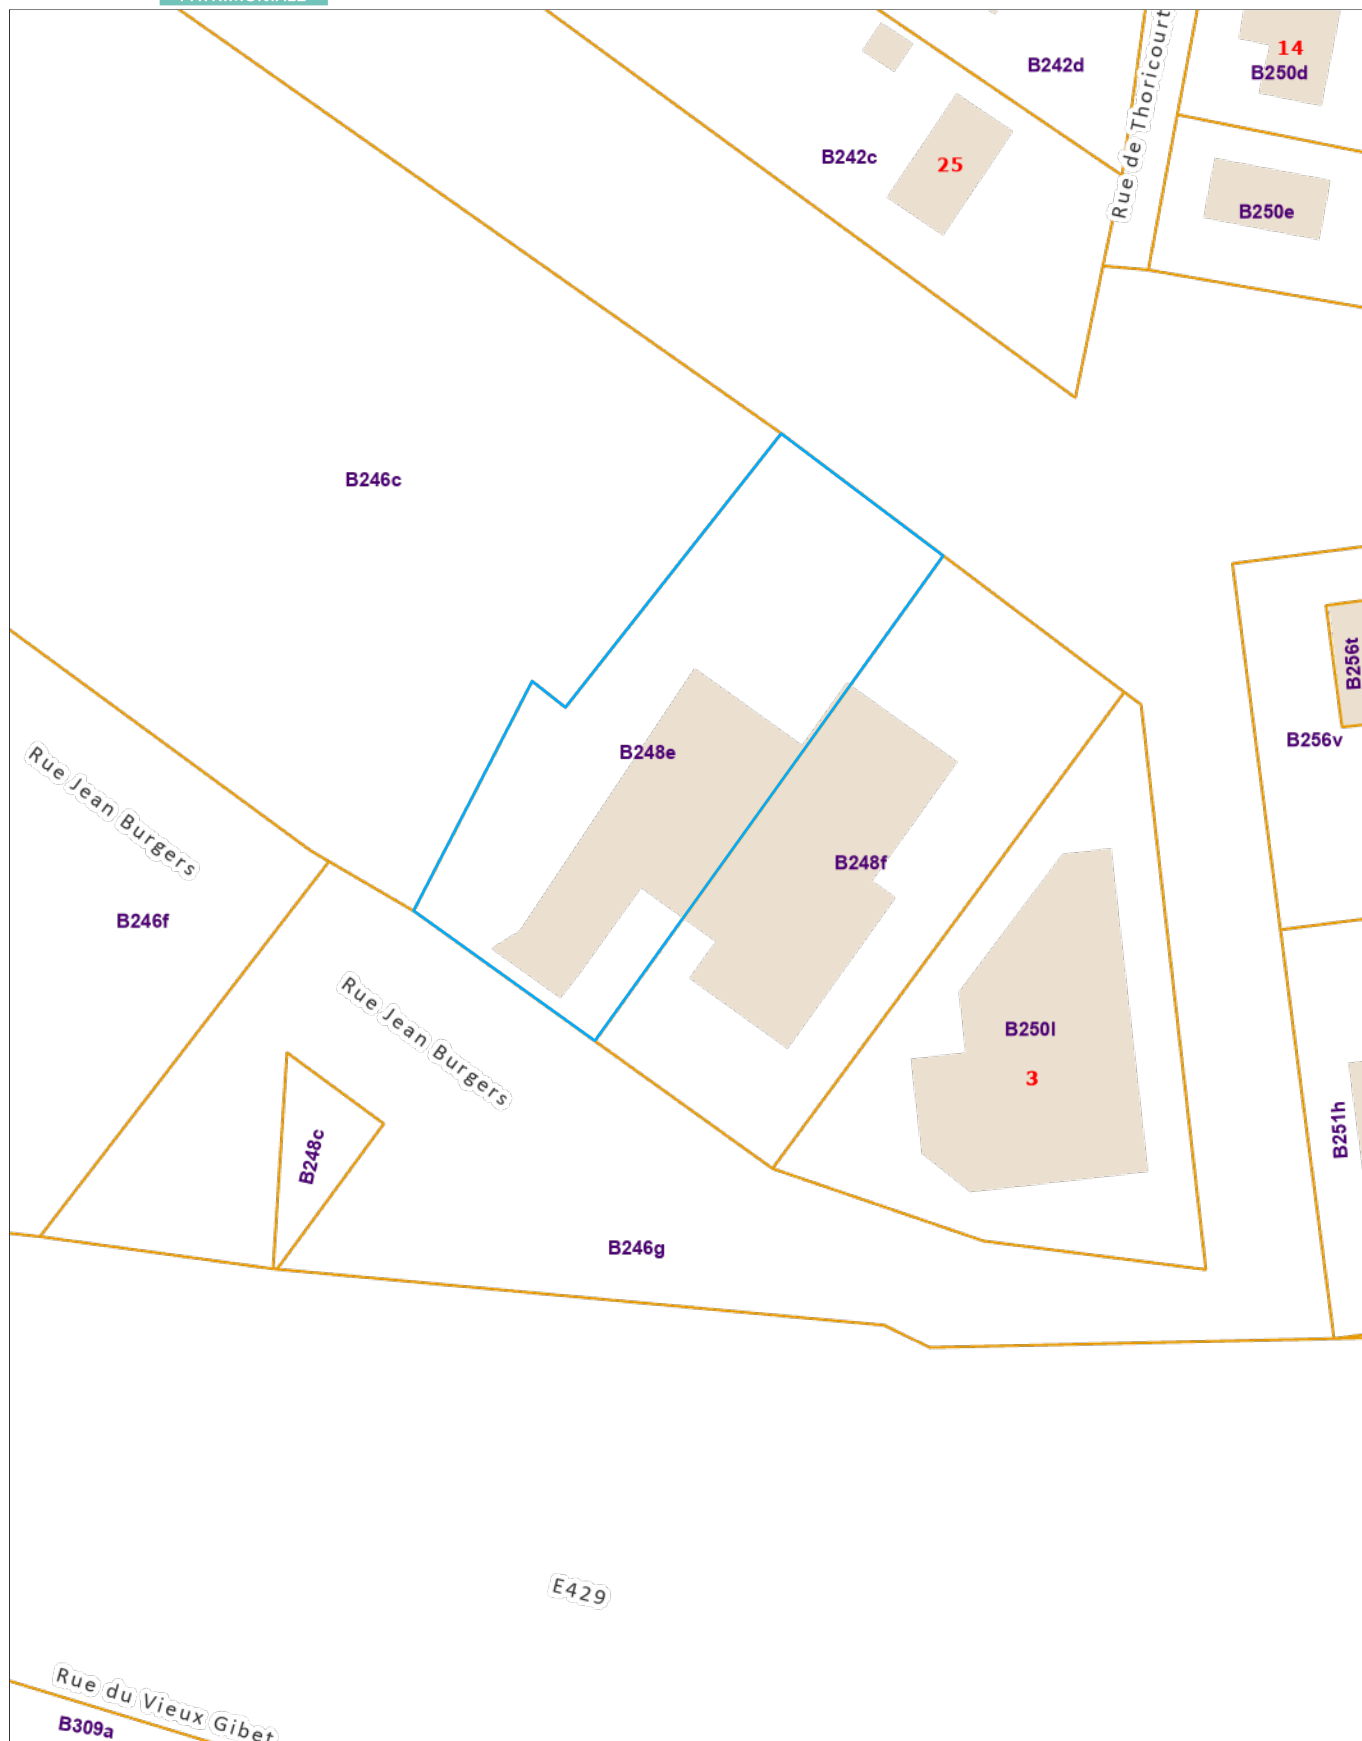 14
B242d
B250d
Rue de Thoricourt
B242c
25
B250e
B246c
B256t
B256v
B248e
Rue Jean Burgers
B248f
B246f
Rue Jean Burgers
B250l
3
B251h
B248c
B246g
E429
Rue du Vieux Gibet
B309a